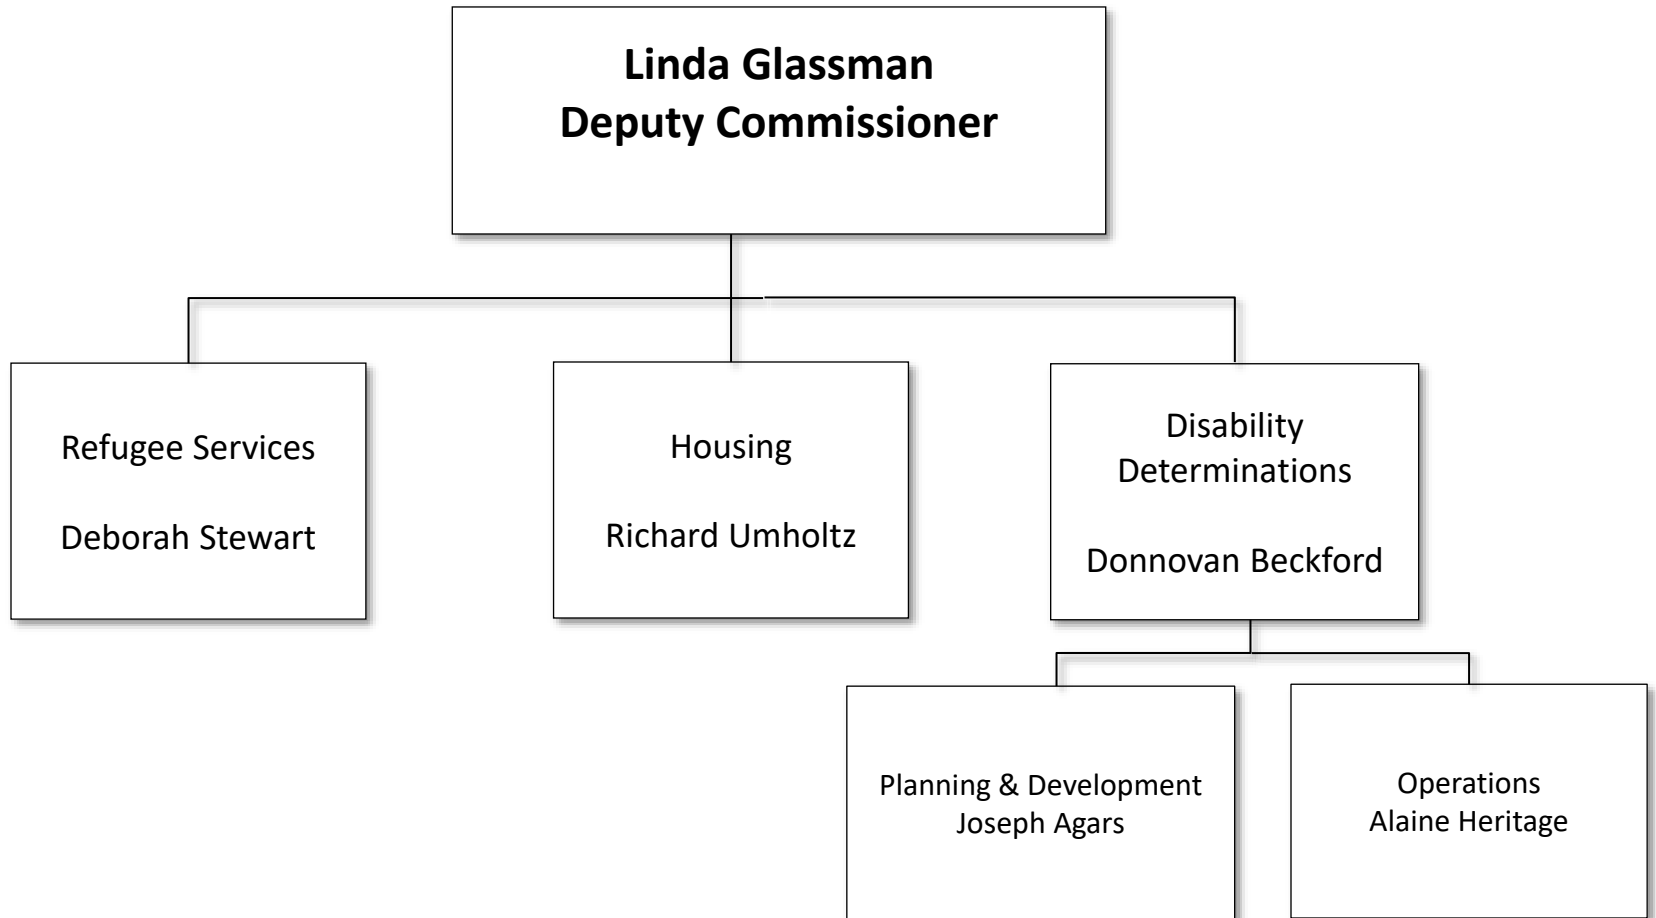 Linda Glassman
Deputy Commissioner
Refugee Services
Deborah Stewart
Housing
Richard Umholtz
Disability
Determinations
Donnovan Beckford
Planning & Development
Joseph Agars
Operations
Alaine Heritage